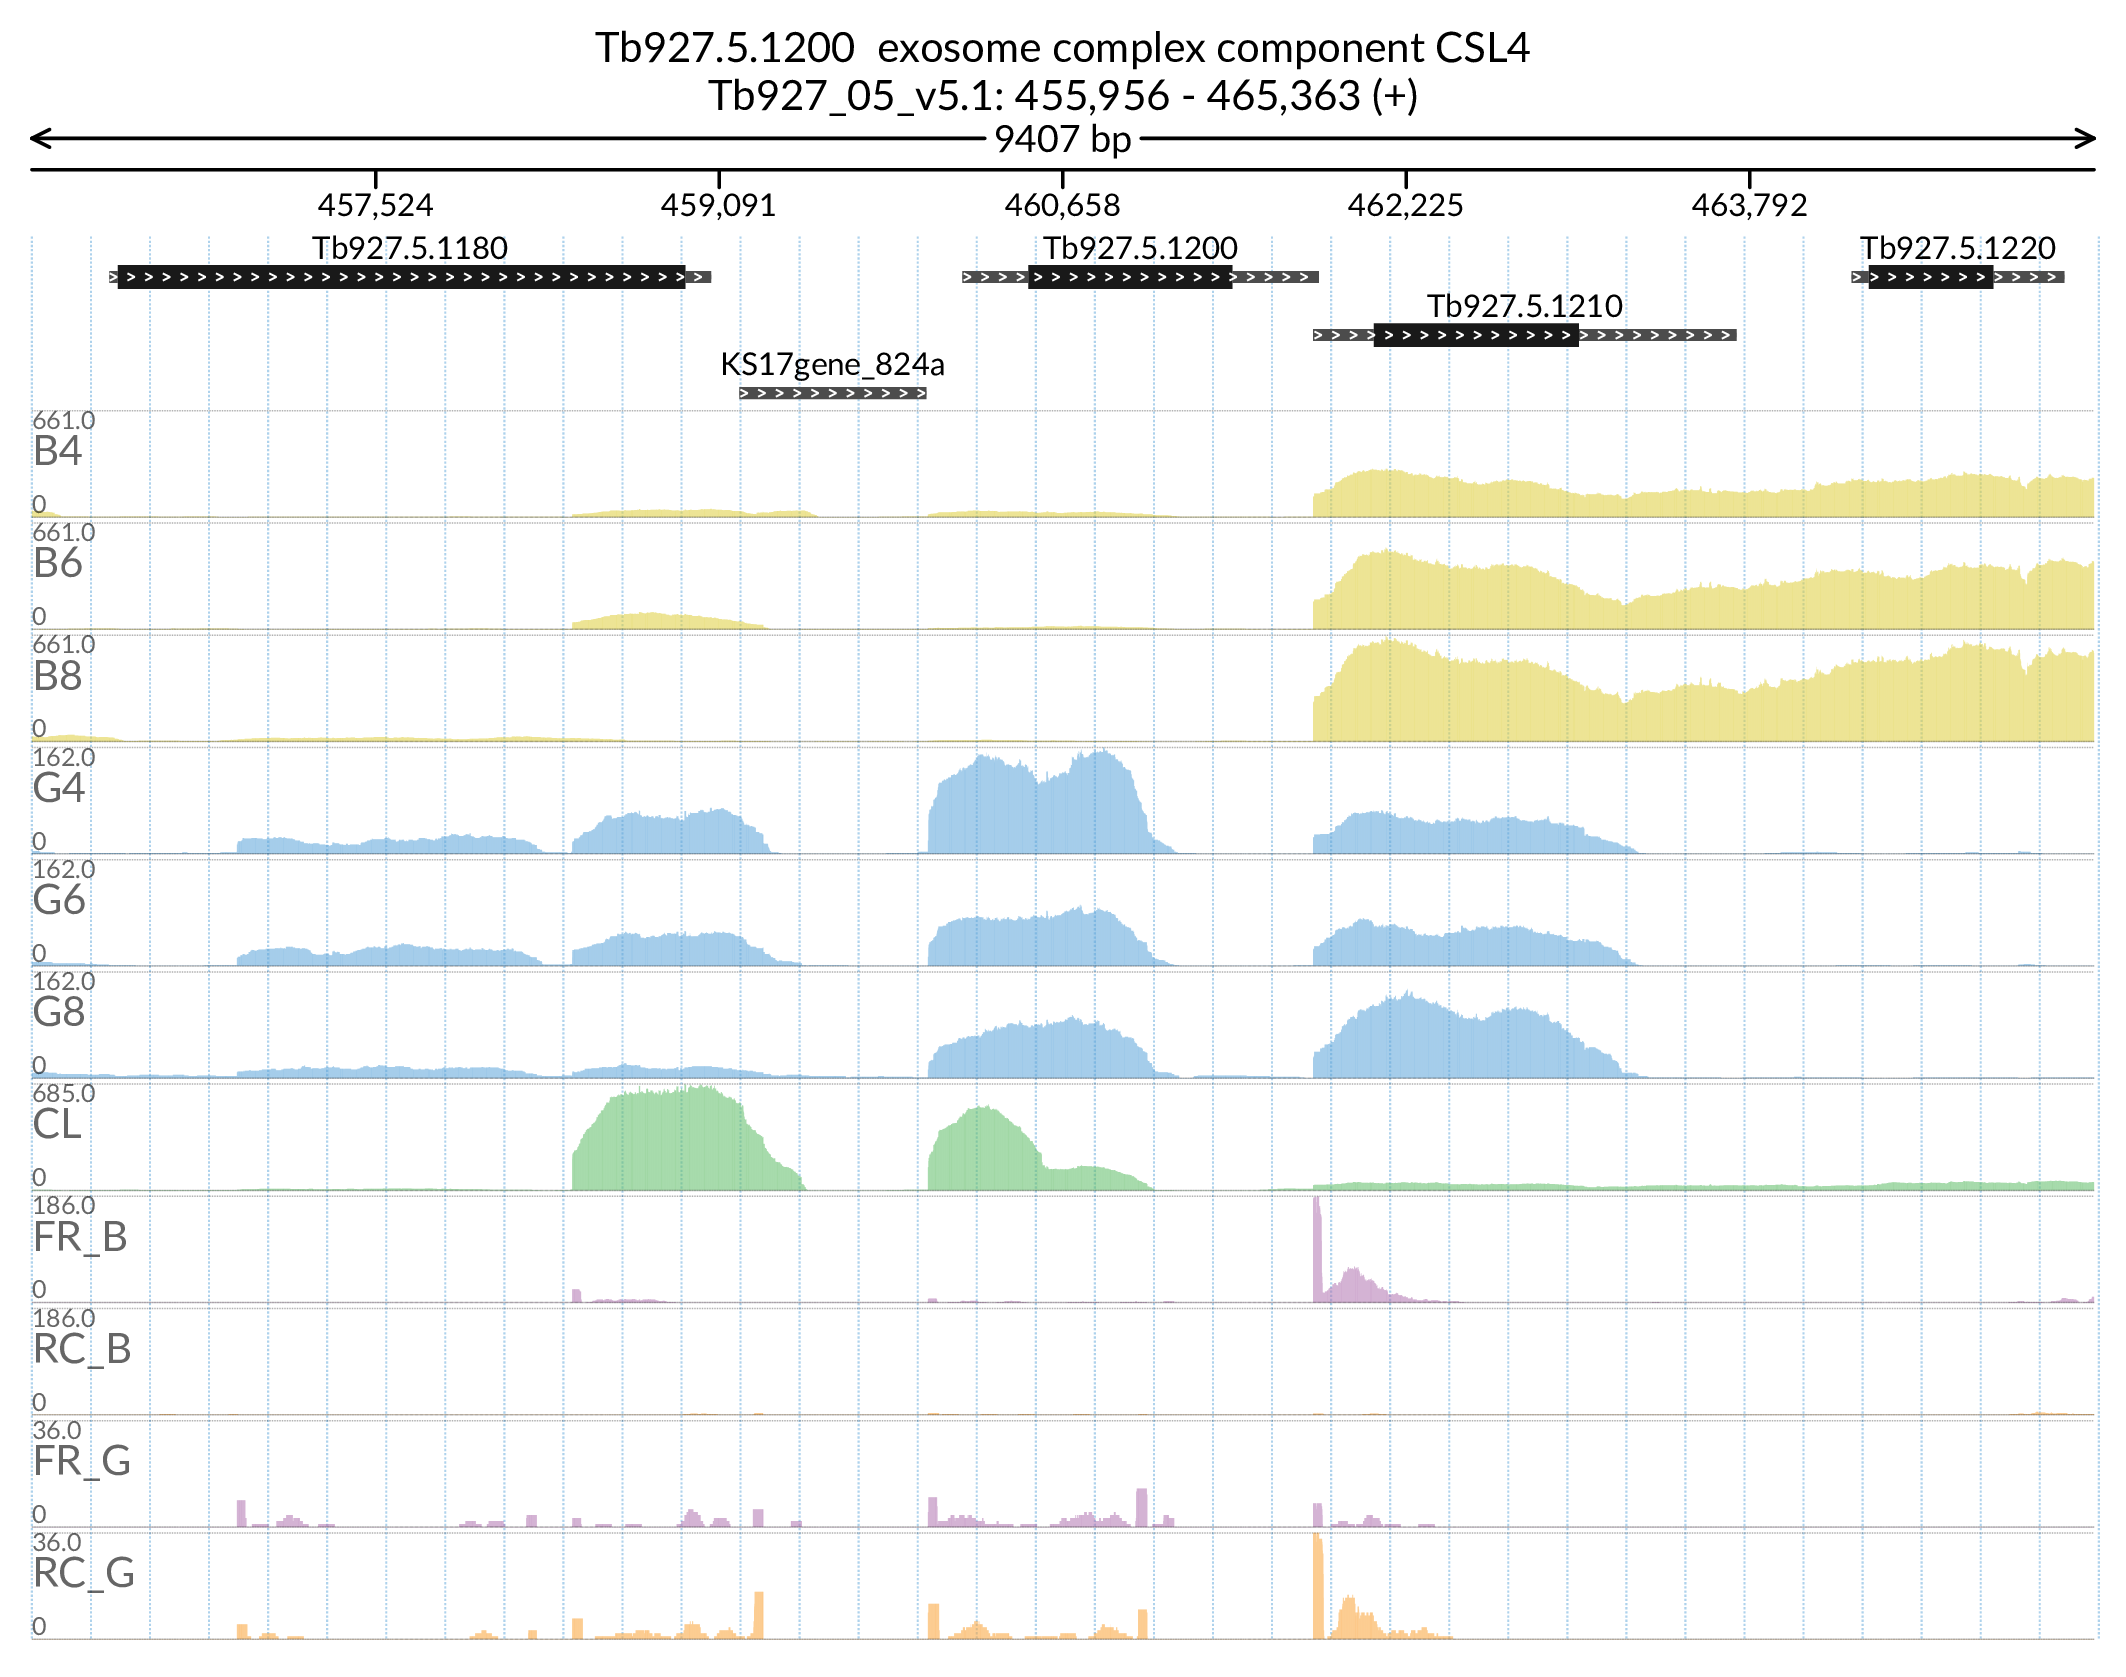 Tb927.5.1200  exosome complex component CSL4
Tb927_05_v5.1: 455,956 - 465,363 (+)
9407 bp
457,524 459,091 460,658 462,225 463,792
Tb927.5.1180 Tb927.5.1200 Tb927.5.1220
Tb927.5.1210
KS17gene_824a
661.0
B4
0
661.0
B6
0
661.0
B8
0
162.0
G4
0
162.0
G6
0
162.0
G8
0
685.0
CL
0
186.0
FR_B
0
186.0
RC_B
0
36.0
FR_G
0
36.0
RC_G
0